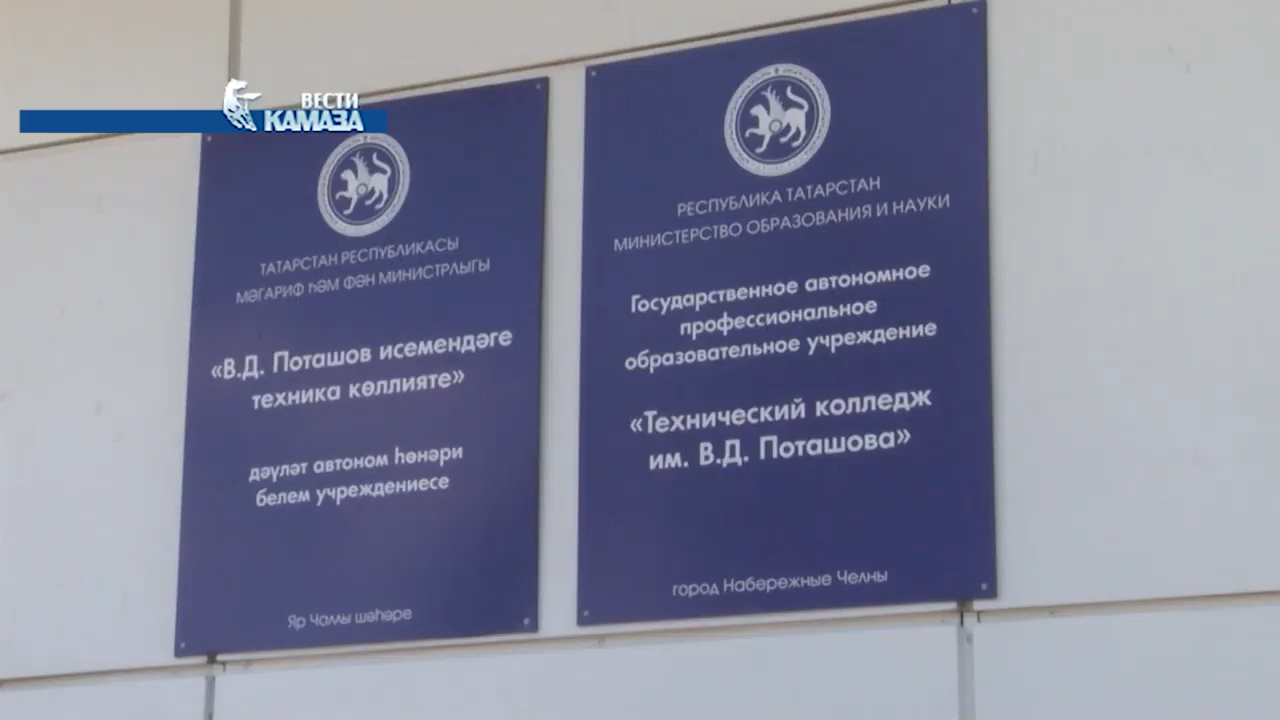 ВЕСТИ
КАМАЗА
ТАТАРСТАН РЕСПУБЛИКАСЫ
МӘГАРИФ ҺӘМ ФӘН МИНИСТРЛЫГЫ
«В.Д. Поташов исемендәге
техника көллияте»
дәүләт автоном һөнәри
белем учреждениесе
Яр Чаллы шәһәре
РЕСПУБЛИКА ТАТАРСТАН
МИНИСТЕРСТВО ОБРАЗОВАНИЯ И НАУКИ
Государственное автономное
профессиональное
образовательное учреждение
«Технический колледж
им. В.Д. Поташова»
город Набережные Челны